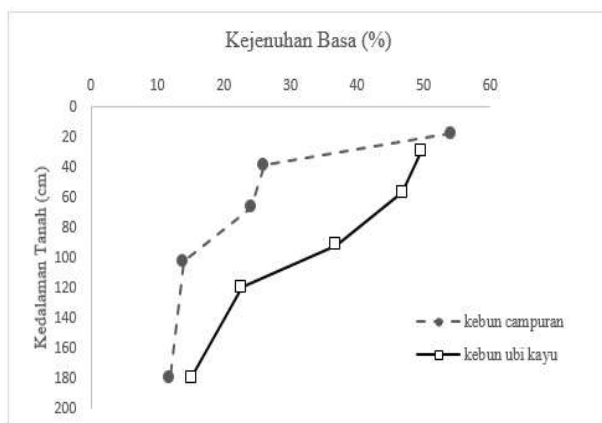 Kejenuhan Basa (%)
0 10 20 30 40 50 60
0
20
40
60
80
100
120
140
160
180
200
Kedalaman Tanah (cm)
kebun campuran
kebun ubi kayu